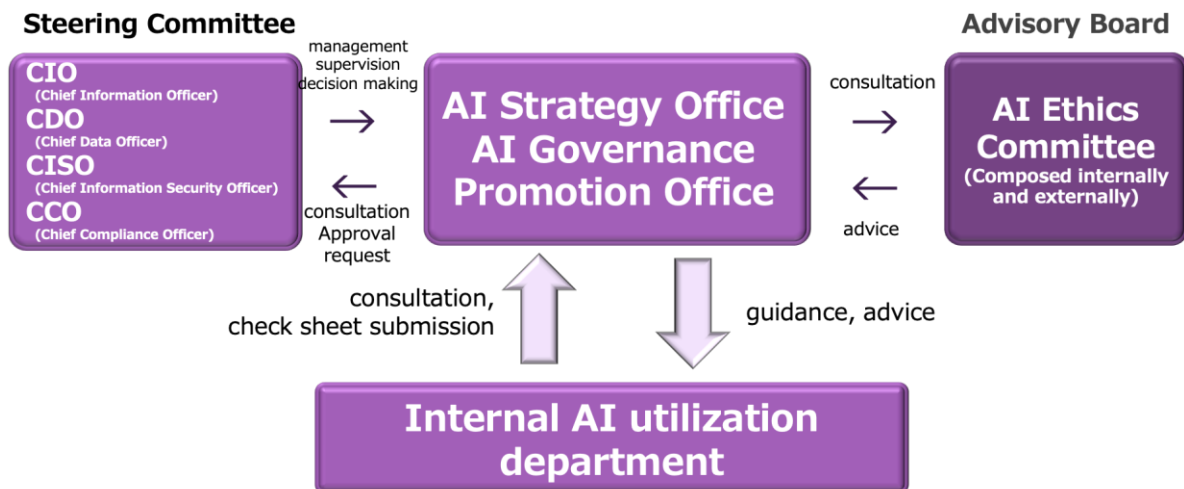 Steering Committee
CIO
(Chief Information Officer)
CDO
(Chief Data Officer)
CISO
(Chief Information Security Officer)
CCO
(Chief Compliance Officer)
management
supervision
decision making
→
←
consultation
Approval
request
AI Strategy Office
AI Governance
Promotion Office
consultation
→
←
advice
Advisory Board
AI Ethics
Committee
(Composed internally
and externally)
consultation,
check sheet submission
guidance, advice
Internal AI utilization
department